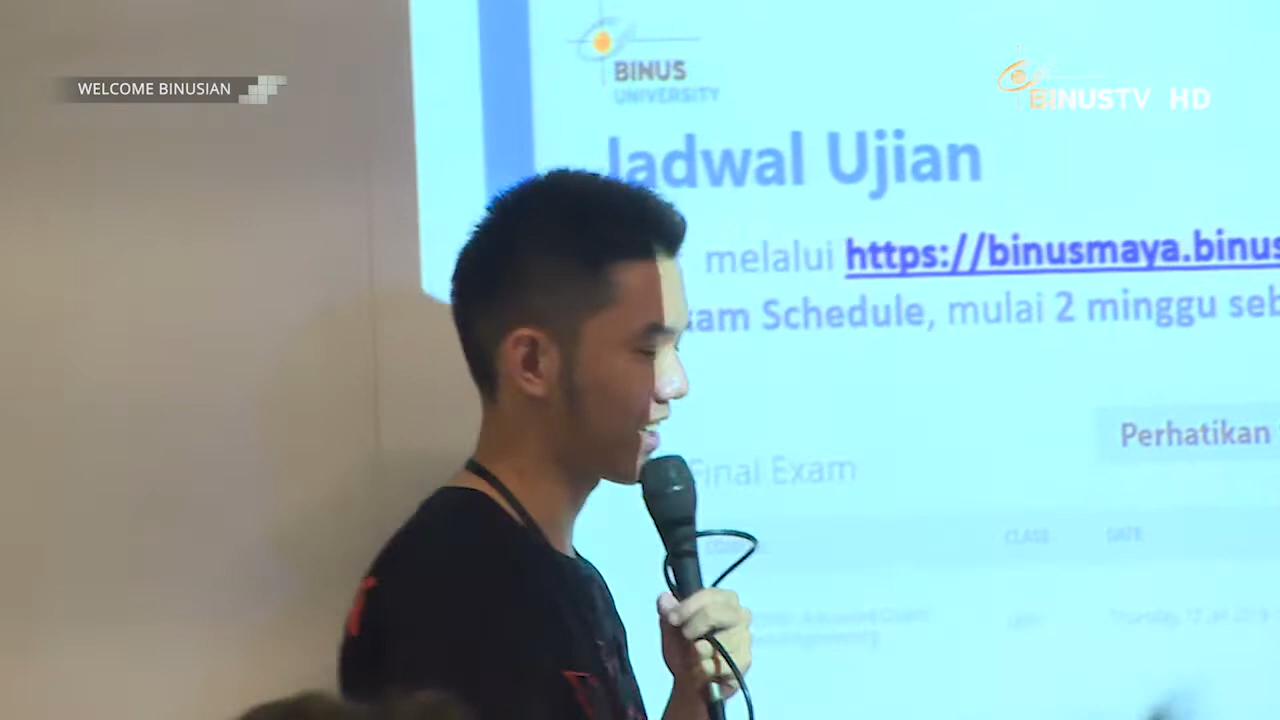 WELCOME BINUSIAN
BINUS
UNIVERSITY
BINUSTV HD
Jadwal Ujian
melalui https://binusmaya.binus
am Schedule, mulai 2 minggu seb
Perhatikan
Final Exam
CLASS DATE